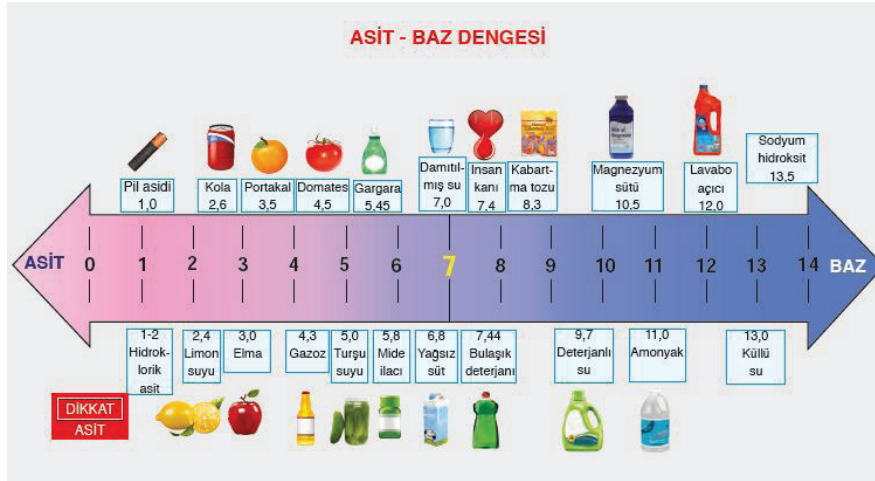 ASİT - BAZ DENGESİ
Pil asidi
1,0
Kola
2,6
Portakal
3,5
Domates
4,5
Gargara
5,45
Damıtıl-
mış su
7,0
Insan
kanı
7,4
Kabart-
ma tozu
8,3
Magnezyum
sütü
10,5
Lavabo
açıcı
12,0
Sodyum
hidroksit
13,5
ASİT
0 1 2 3 4 5 6 7 8 9 10 11 12 13 14
BAZ
1-2
Hidrok-
lorik
asit
2,4
Limon
suyu
3,0
Elma
4,3
Gazoz
5,0
Turşu
suyu
5,8
Mide
ilacı
6,8
Yağsız
süt
7,44
Bulaşık
deterjanı
9,7
Deterjanlı
su
11,0
Amonyak
13,0
Küllü
su
DİKKAT
ASİT